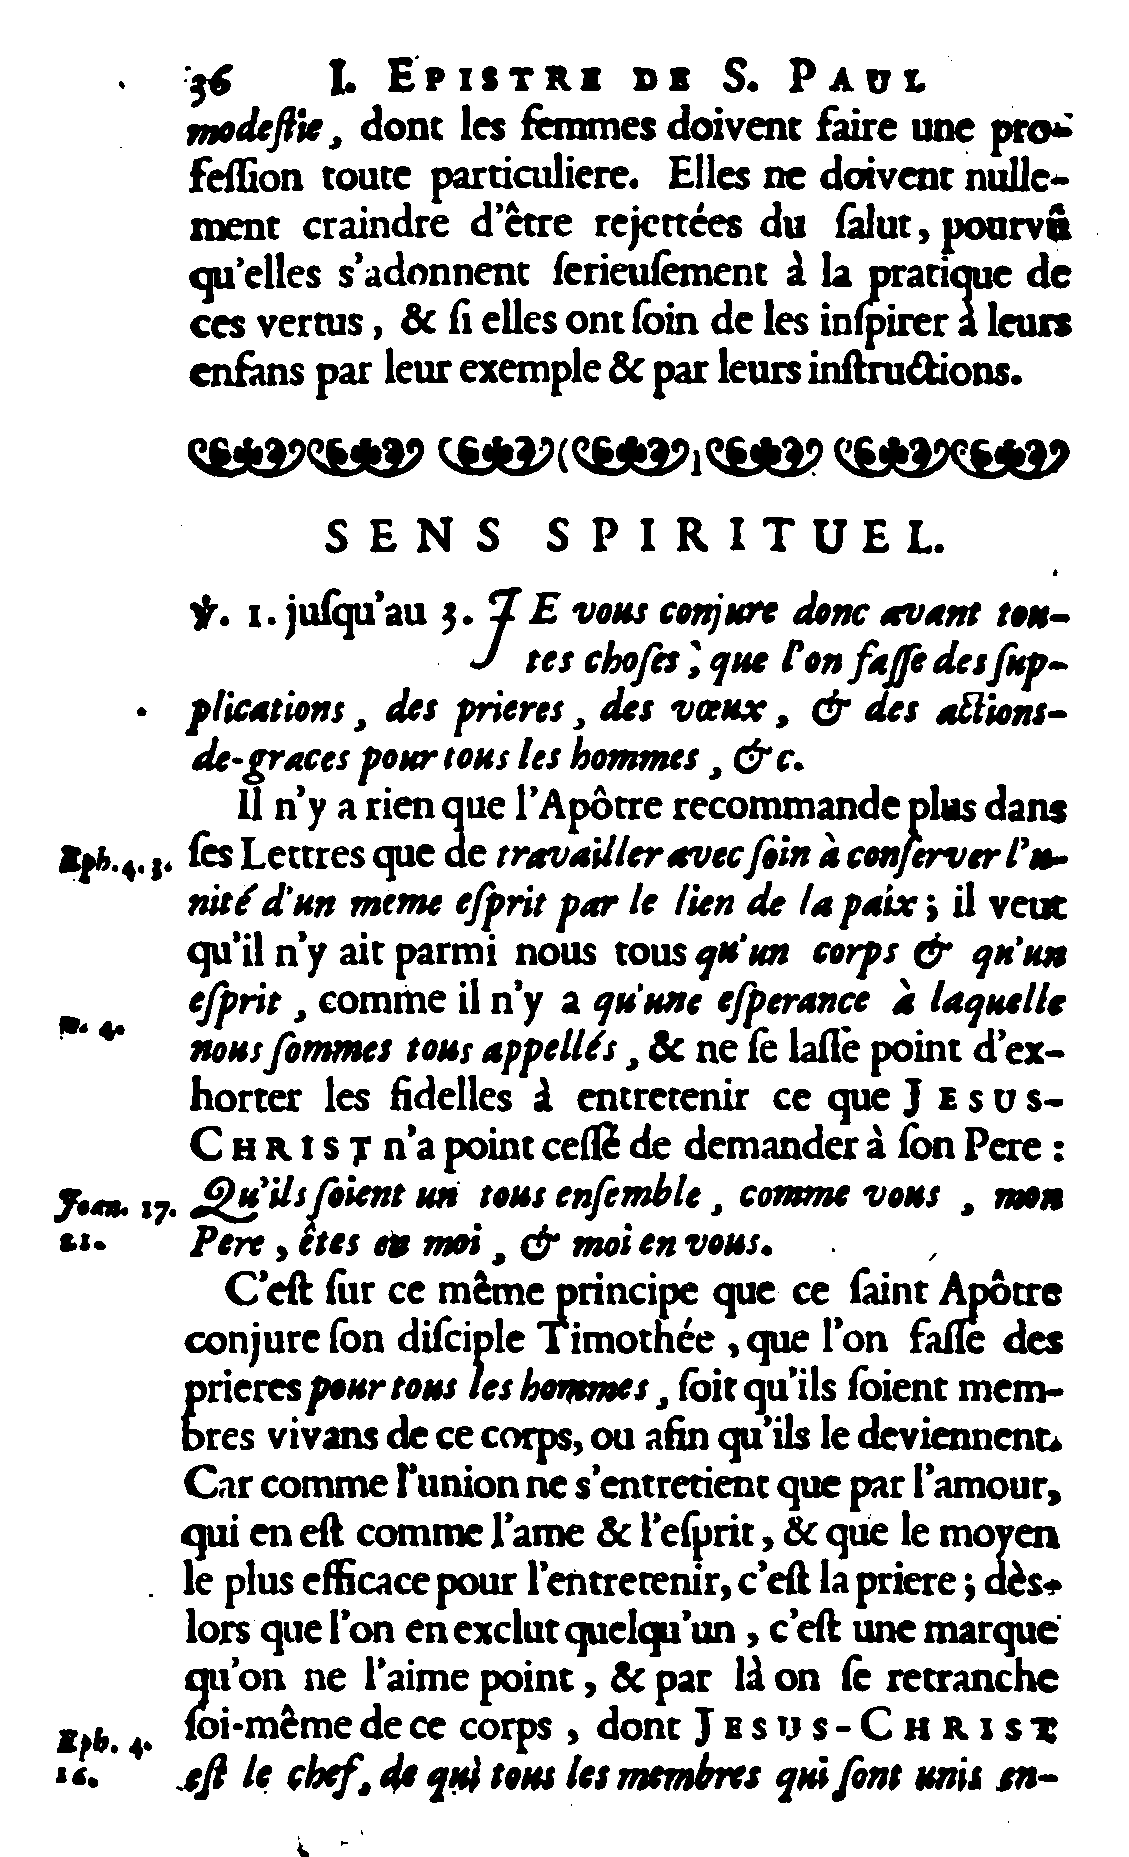 36 I. EPISTRE DE S. PAUL
modeſtie, dont les femmes doivent faire une pro-
feſſion toute particuliere. Elles ne doivent nulle-
ment craindre d'être rejettées du ſalut, pourvû
qu'elles s'adonnent ſerieuſement à la pratique de
ces vertus, & ſi elles ont ſoin de les inſpirer à leurs
enfans par leur exemple & par leurs inſtructions.
SENS SPIRITUEL.
℣. 1. juſqu'au 3. JE vous conjure donc avant tou-
tes choſes, que l'on faſſe des ſup-
plications, des prieres, des vœux, & des actions-
de-graces pour tous les hommes, &c.
Il n'y a rien que l'Apôtre recommande plus dans
Eph. 4. 3. ſes Lettres que de travailler avec ſoin à conſerver l'u-
nité d'un meme eſprit par le lien de la paix; il veut
qu'il n'y ait parmi nous tous qu'un corps & qu'un
eſprit, comme il n'y a qu'une eſperance à laquelle
v. 4. nous ſommes tous appellés, & ne ſe laſſe point d'ex-
horter les fidelles à entretenir ce que JESUS-
CHRIST n'a point ceſſé de demander à ſon Pere :
Joan. 17. Qu'ils ſoient un tous enſemble, comme vous, mon
21. Pere, êtes en moi, & moi en vous.
C'eſt ſur ce même principe que ce ſaint Apôtre
conjure ſon diſciple Timothée, que l'on faſſe des
prieres pour tous les hommes, ſoit qu'ils ſoient mem-
bres vivans de ce corps, ou afin qu'ils le deviennent.
Car comme l'union ne s'entretient que par l'amour,
qui en eſt comme l'ame & l'eſprit, & que le moyen
le plus efficace pour l'entretenir, c'eſt la priere; dès-
lors que l'on en exclut quelqu'un, c'eſt une marque
qu'on ne l'aime point, & par là on ſe retranche
Eph. 4. ſoi-même de ce corps, dont JESUS-CHRIST
16. eſt le chef, de qui tous les membres qui ſont unis en-